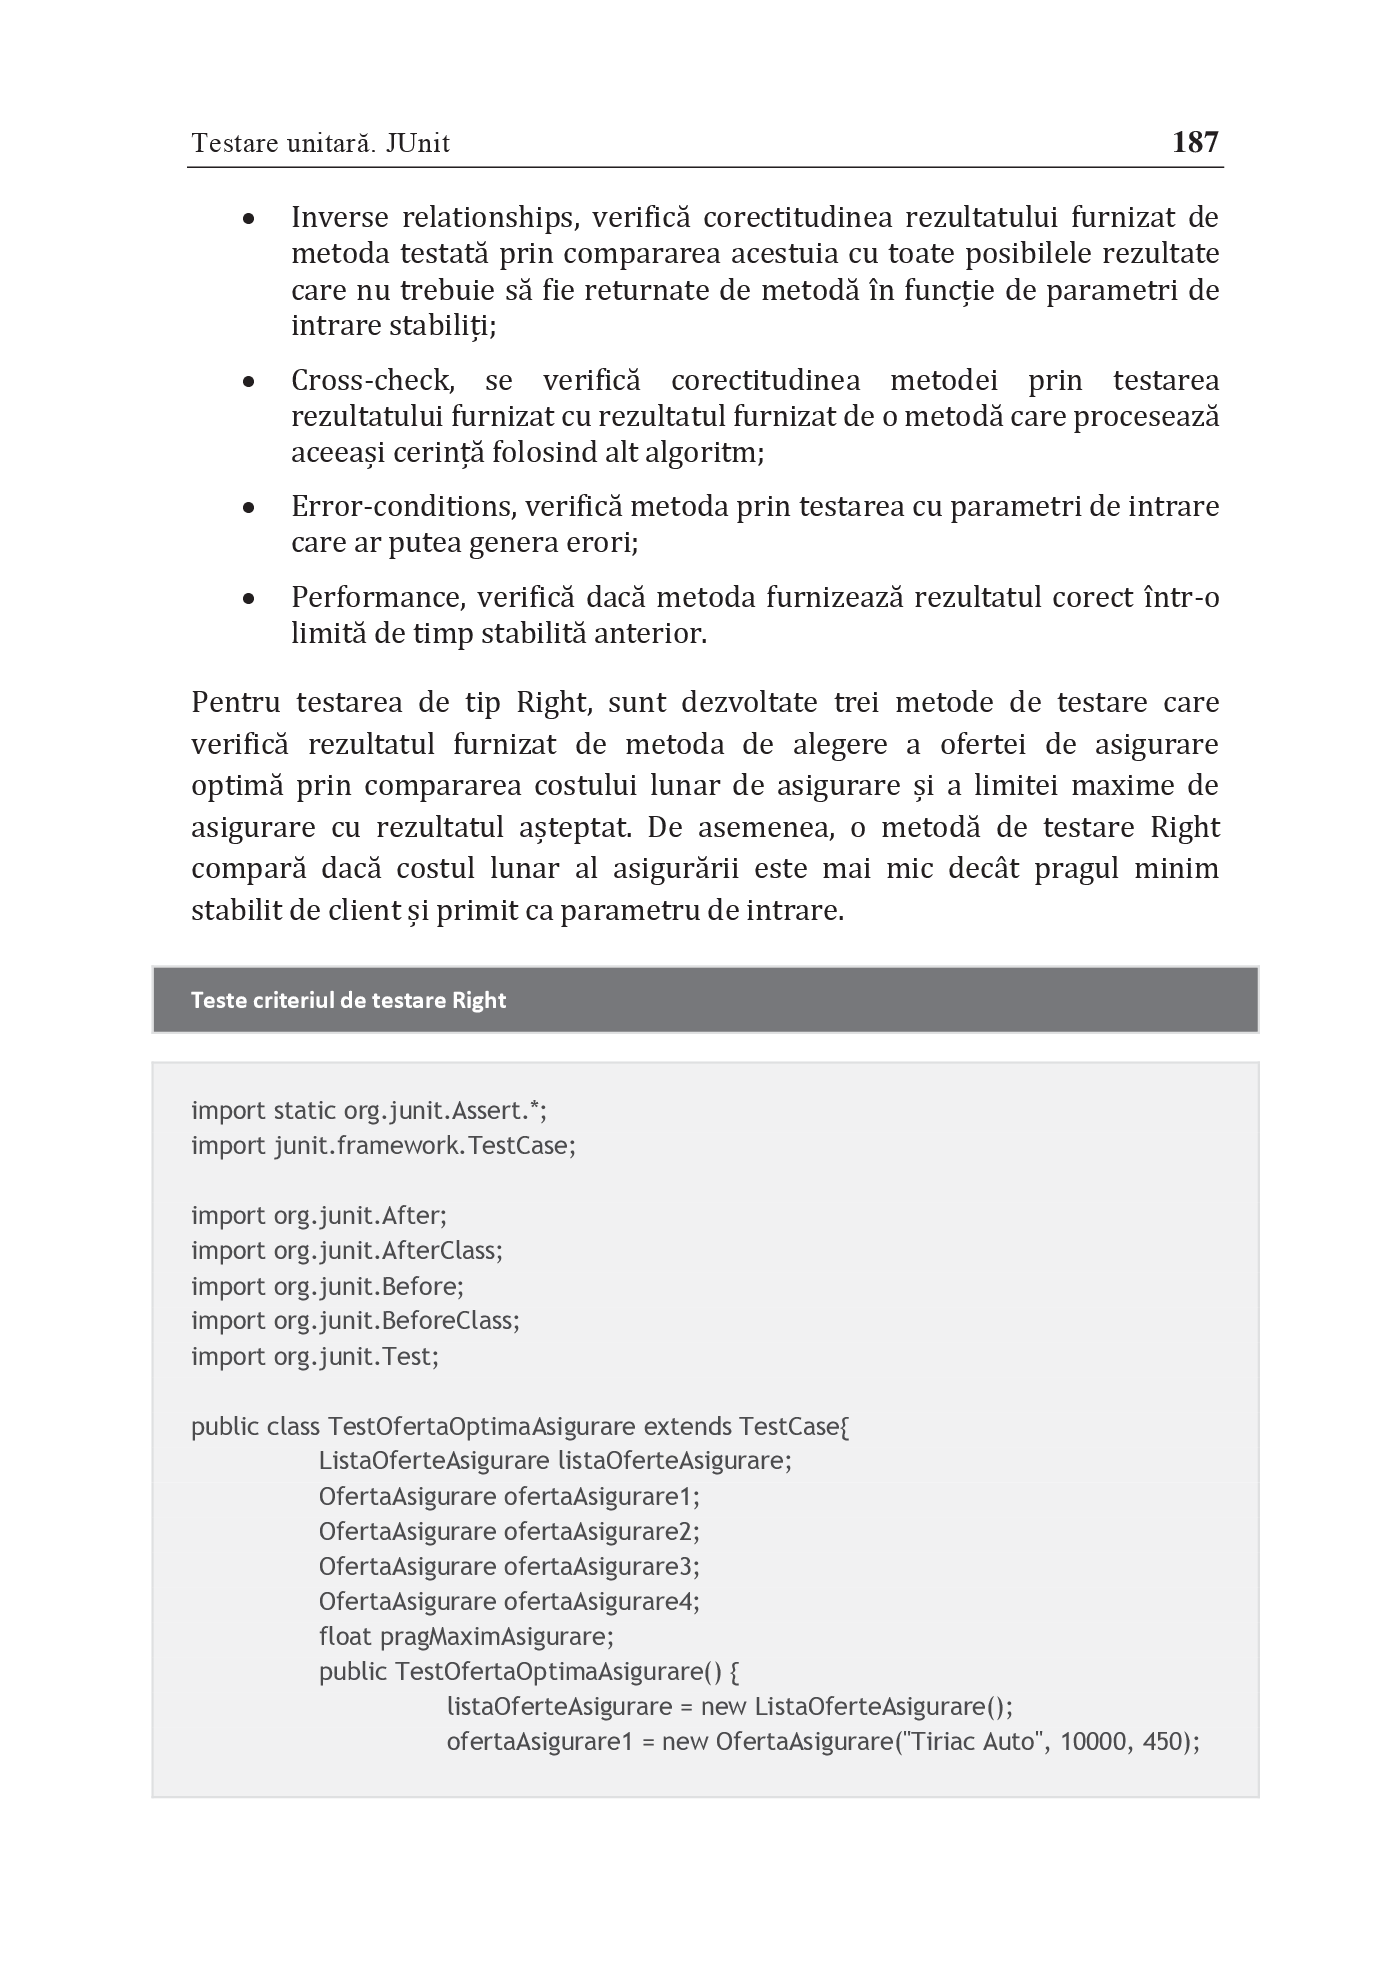 Testare unitară. JUnit 187
• Inverse relationships, verifică corectitudinea rezultatului furnizat de
metoda testată prin compararea acestuia cu toate posibilele rezultate
care nu trebuie să fie returnate de metodă în funcție de parametri de
intrare stabiliți;
• Cross-check, se verifică corectitudinea metodei prin testarea
rezultatului furnizat cu rezultatul furnizat de o metodă care procesează
aceeași cerință folosind alt algoritm;
• Error-conditions, verifică metoda prin testarea cu parametri de intrare
care ar putea genera erori;
• Performance, verifică dacă metoda furnizează rezultatul corect într-o
limită de timp stabilită anterior.
Pentru testarea de tip Right, sunt dezvoltate trei metode de testare care
verifică rezultatul furnizat de metoda de alegere a ofertei de asigurare
optimă prin compararea costului lunar de asigurare și a limitei maxime de
asigurare cu rezultatul așteptat. De asemenea, o metodă de testare Right
compară dacă costul lunar al asigurării este mai mic decât pragul minim
stabilit de client și primit ca parametru de intrare.
Teste criteriul de testare Right
import static org.junit.Assert.*;
import junit.framework.TestCase;
import org.junit.After;
import org.junit.AfterClass;
import org.junit.Before;
import org.junit.BeforeClass;
import org.junit.Test;
public class TestOfertaOptimaAsigurare extends TestCase{
ListaOferteAsigurare listaOferteAsigurare;
OfertaAsigurare ofertaAsigurare1;
OfertaAsigurare ofertaAsigurare2;
OfertaAsigurare ofertaAsigurare3;
OfertaAsigurare ofertaAsigurare4;
float pragMaximAsigurare;
public TestOfertaOptimaAsigurare() {
listaOferteAsigurare = new ListaOferteAsigurare();
ofertaAsigurare1 = new OfertaAsigurare("Tiriac Auto", 10000, 450);